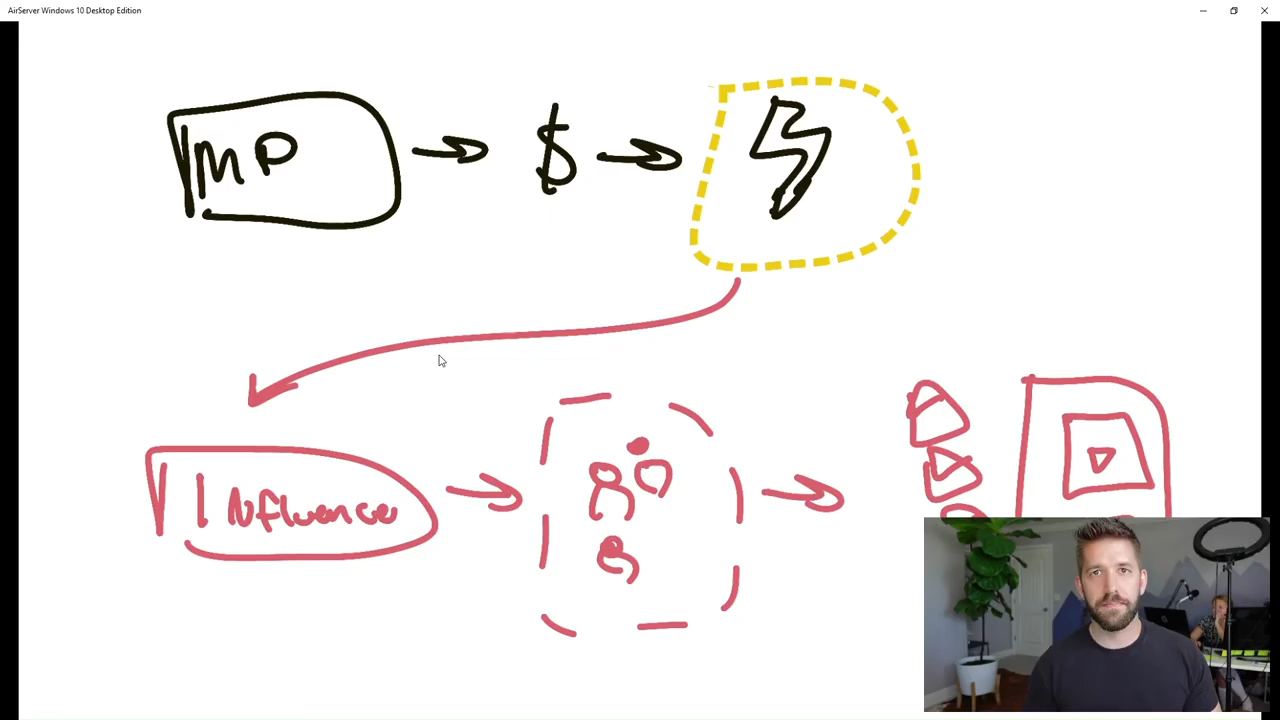 AirServer Windows 10 Desktop Edition
MP → $ →
Influence